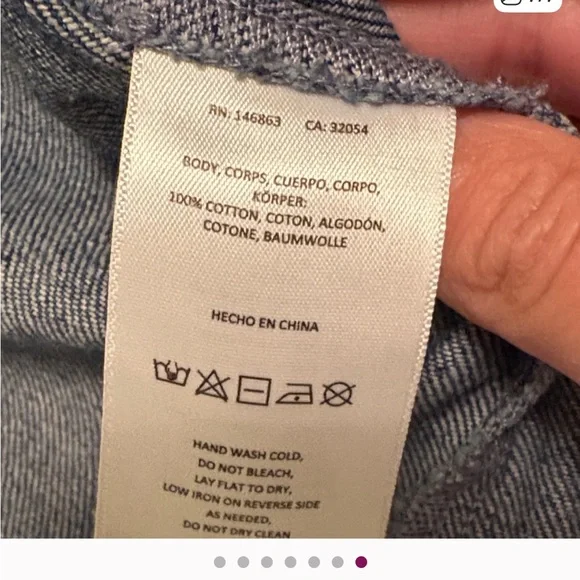 RN: 146863 CA: 32054
BODY, CORPS, CUERPO, CORPO,
KÖRPER:
100% COTTON, COTON, ALGODÓN,
COTONE, BAUMWOLLE
HECHO EN CHINA
HAND WASH COLD,
DO NOT BLEACH,
LAY FLAT TO DRY,
LOW IRON ON REVERSE SIDE
AS NEEDED,
DO NOT DRY CLEAN